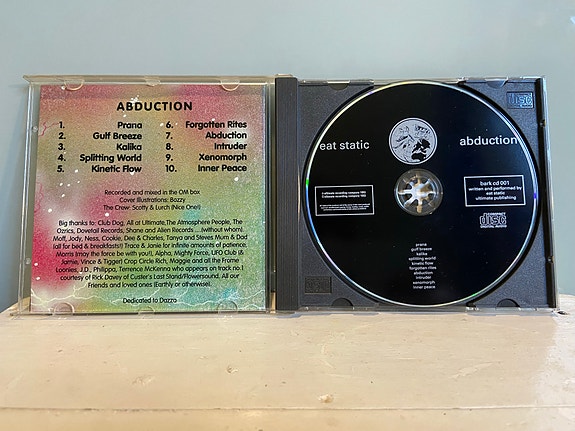 ABDUCTION
1. Prana 6. Forgotten Rites
2. Gulf Breeze 7. Abduction
3. Kalika 8. Intruder
4. Splitting World 9. Xenomorph
5. Kinetic Flow 10. Inner Peace
Recorded and mixed in the OM box
Cover Illustrations: Bozzy
The Crew: Scotty & Lurch (Nice One!)
Big thanks to: Club Dog, All at Ultimate,The Atmosphere People, The
Ozrics, Dovetail Records, Shane and Alien Records ....(without whom).
Moff, Jody, Ness, Cookie, Dee & Charles, Tanya and Steves Mum & Dad
(all for bed & breakfasts!!) Trace & Janie for infinite amounts of patience.
Morris (may the force be with you!), Alpha, Mighty Force, UFO Club (&
Jamie, Vince & Tigger) Crop Circle Rich, Maggie and all the Frome
Loonies, J.D., Philippa, Terrence McKenna who appears on track no.1
courtesy of Rick Davey of Custer's Last Stand/Flowersound. All our
Friends and loved ones (Earthly or otherwise).
Dedicated to Dazza
eat static
abduction
bark cd 001
written and performed by
eat static
ultimate publishing
COMPACT
disc
DIGITAL AUDIO
prana
gulf breeze
kalika
splitting world
kinetic flow
forgotten rites
abduction
intruder
xenomorph
inner peace